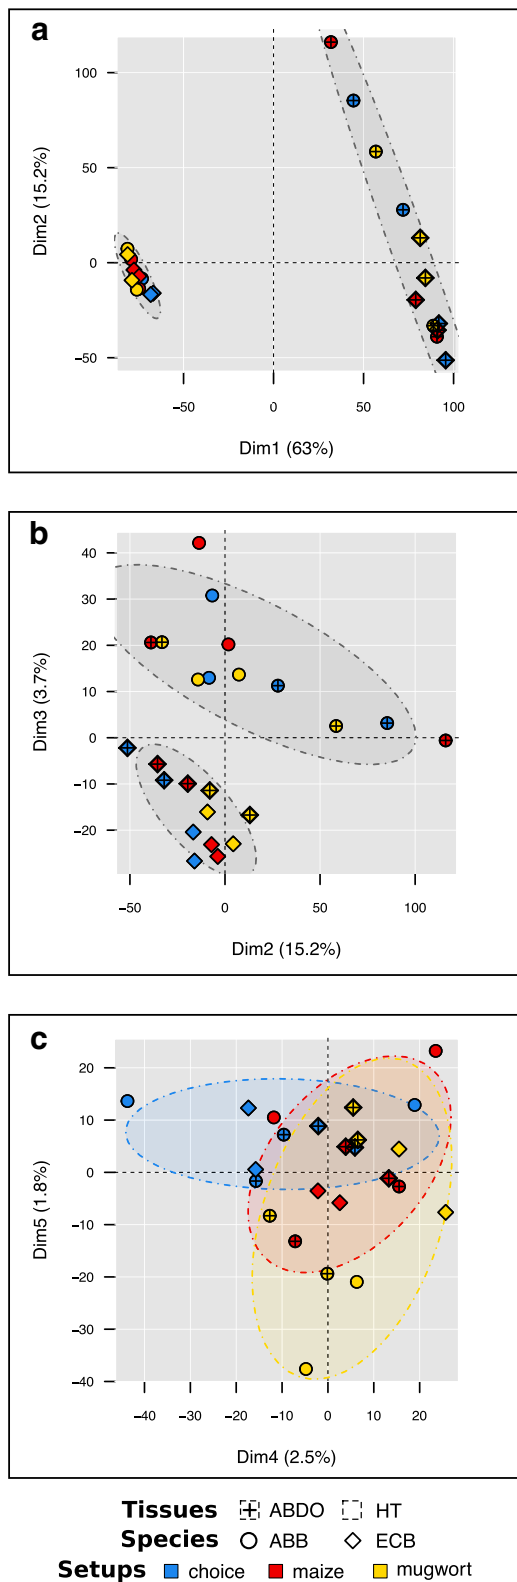 a
100
50
0
−50
Dim2 (15.2%)
−50
0
50
100
Dim1 (63%)
b
40
30
20
10
0
−10
−20
Dim3 (3.7%)
−50
0
50
100
Dim2 (15.2%)
c
20
10
0
−10
−20
−30
−40
Dim5 (1.8%)
−40
−30
−20
−10
0
10
20
Dim4 (2.5%)
Tissues ABDO HT
Species ABB ECB
Setups choice maize mugwort